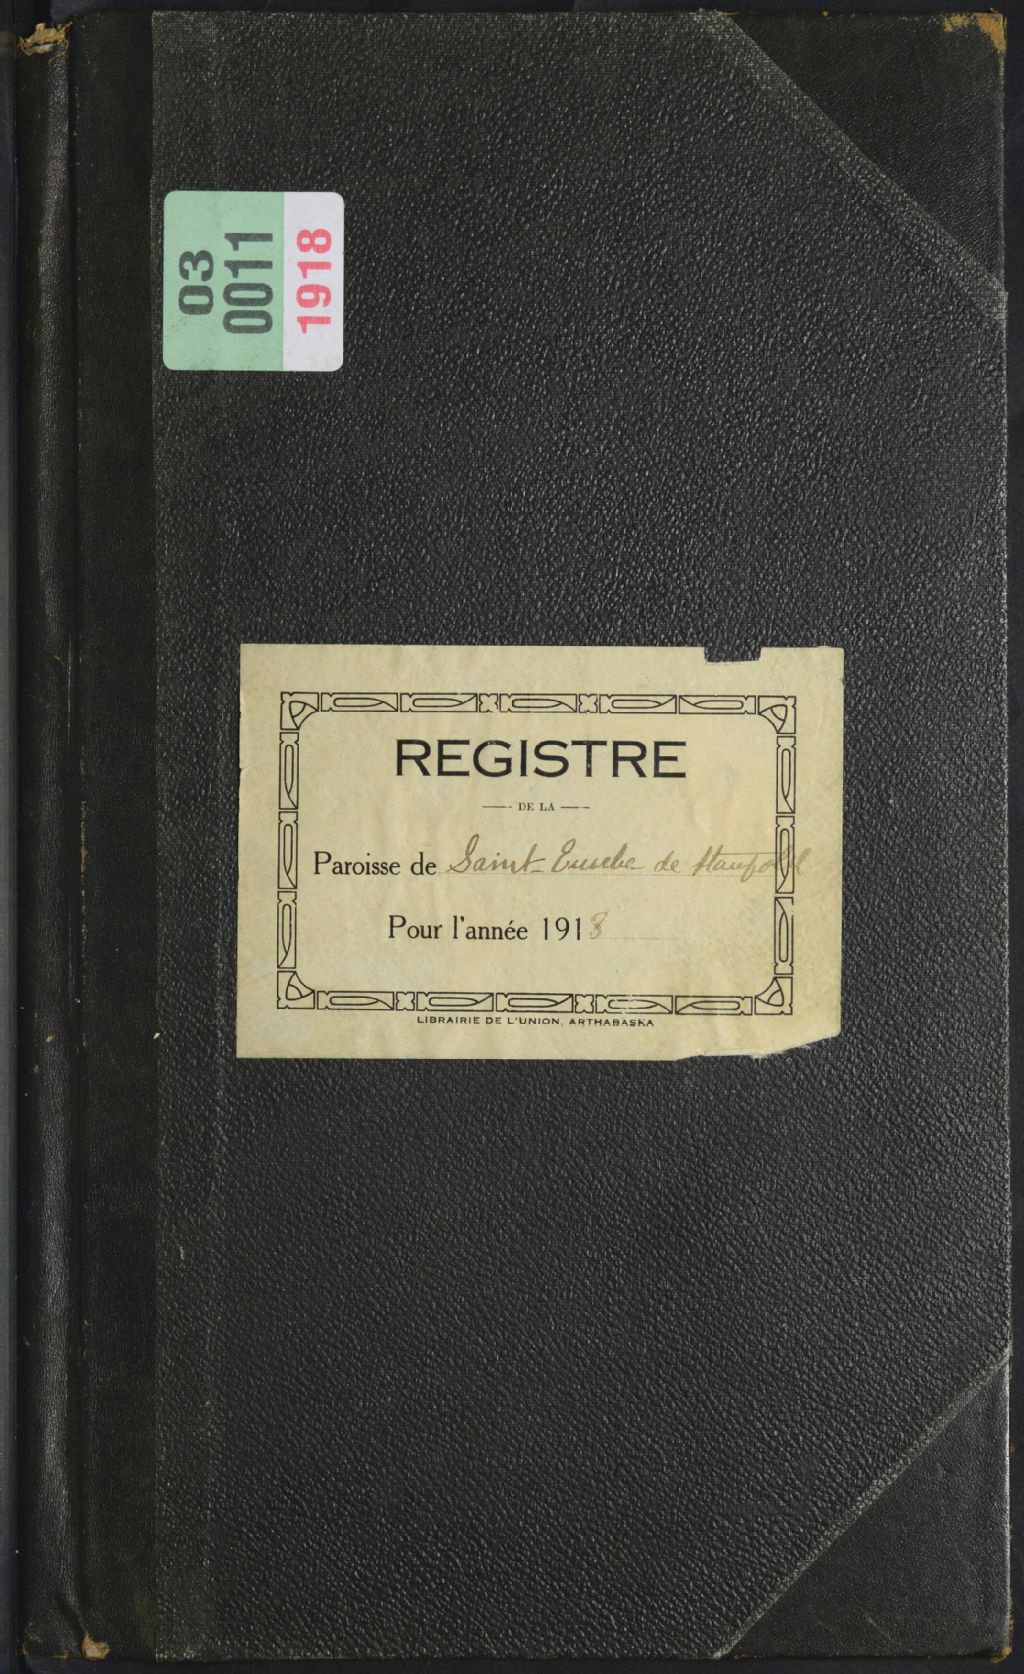 03
0011
1918
REGISTRE
DE LA
Paroisse de Saint-Eusèbe de Stanfold
Pour l'année 1918
LIBRAIRIE DE L'UNION, ARTHABASKA